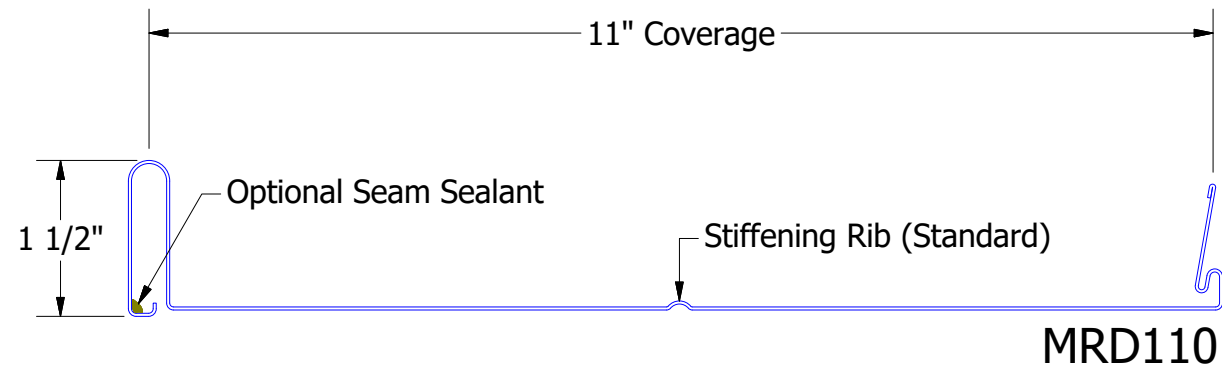 11" Coverage
Optional Seam Sealant
1 1/2"
Stiffening Rib (Standard)
MRD110